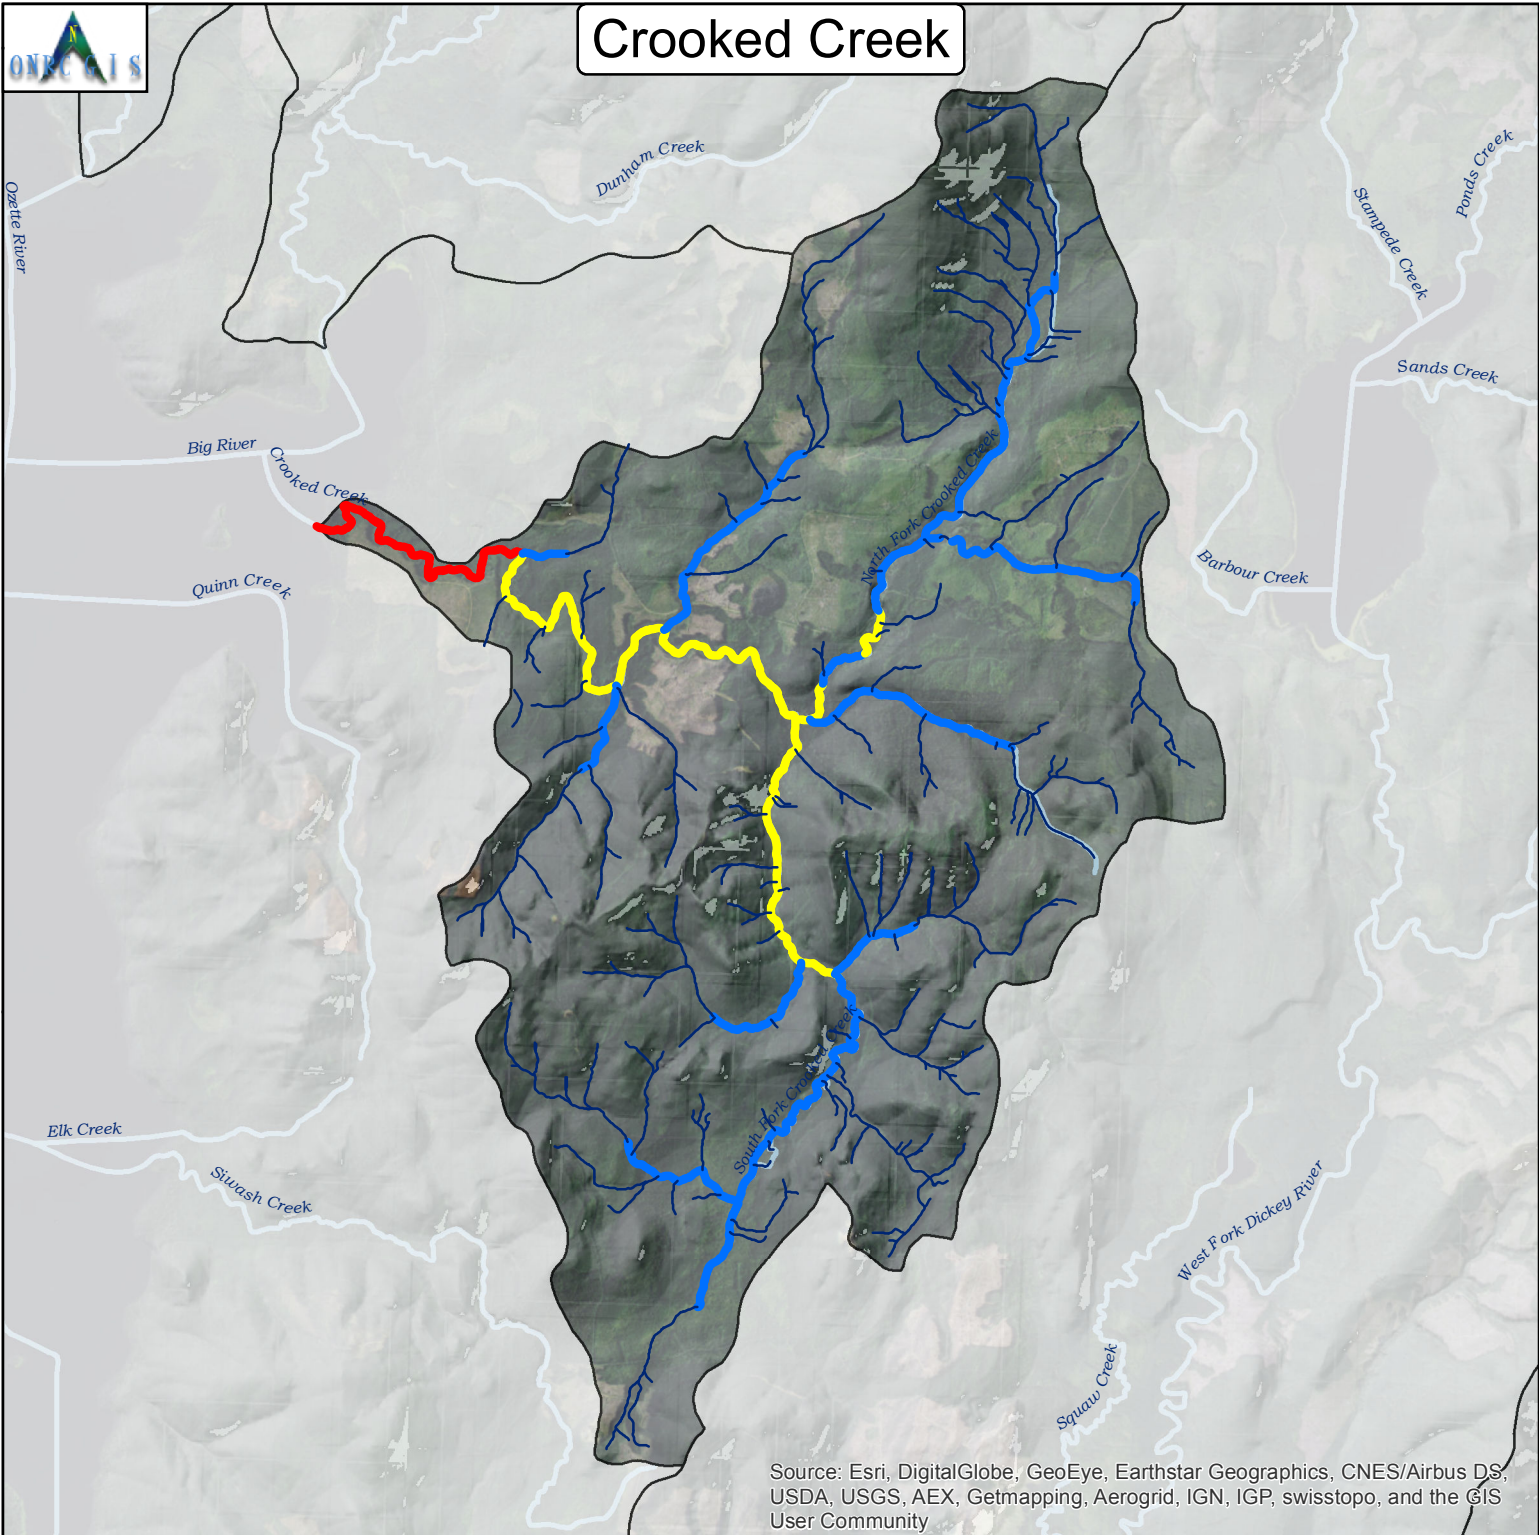 Crooked Creek
N
ONRC GIS
Dunham Creek
Ozette River
Stampede Creek
Ponds Creek
Sands Creek
Big River
Crooked Creek
North Fork Crooked Creek
Quinn Creek
Barbour Creek
South Fork Crooked Creek
Elk Creek
Siwash Creek
West Fork Dickey River
Squaw Creek
Source: Esri, DigitalGlobe, GeoEye, Earthstar Geographics, CNES/Airbus DS,
USDA, USGS, AEX, Getmapping, Aerogrid, IGN, IGP, swisstopo, and the GIS
User Community